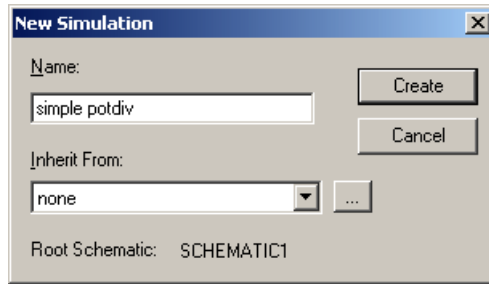 New Simulation
Name:
Create
simple potdiv
Cancel
Inherit From:
none
...
Root Schematic: SCHEMATIC1